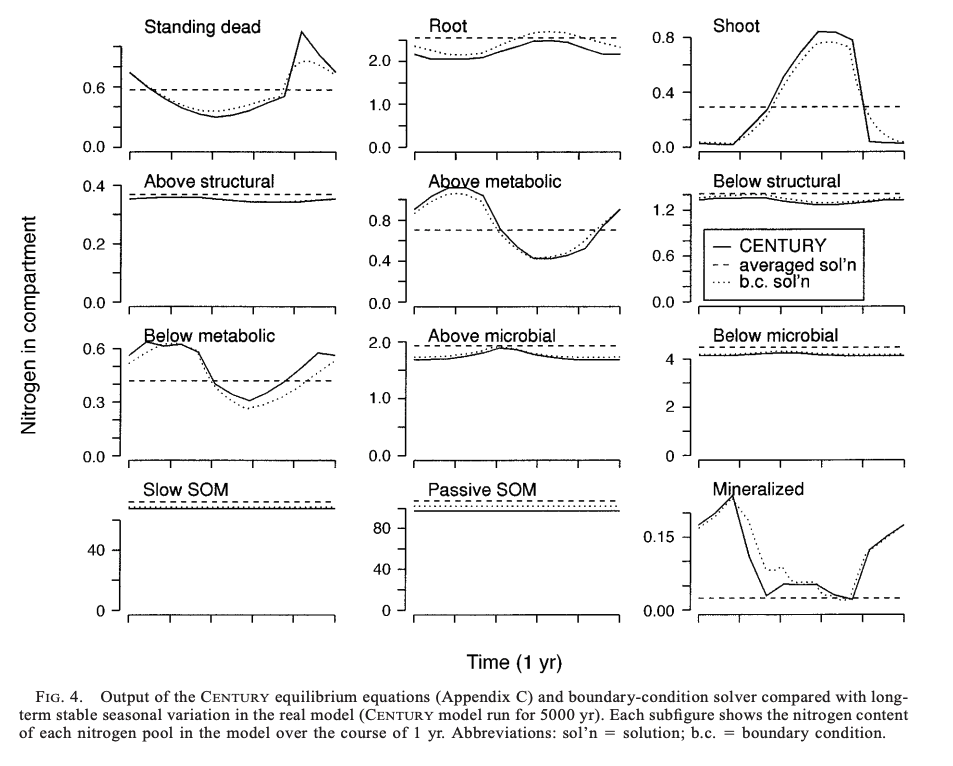 Standing dead
0.6
0.0
Root
2.0
1.0
0.0
Shoot
0.8
0.4
0.0
Nitrogen in compartment
Above structural
0.4
0.2
0.0
Above metabolic
0.8
0.4
0.0
Below structural
1.2
0.6
0.0
CENTURY
averaged sol'n
b.c. sol'n
Below metabolic
0.6
0.3
0.0
Above microbial
2.0
1.0
0.0
Below microbial
4
2
0
Slow SOM
40
0
Passive SOM
80
40
0
Mineralized
0.15
0.00
Time (1 yr)
FIG. 4. Output of the CENTURY equilibrium equations (Appendix C) and boundary-condition solver compared with long-
term stable seasonal variation in the real model (CENTURY model run for 5000 yr). Each subfigure shows the nitrogen content
of each nitrogen pool in the model over the course of 1 yr. Abbreviations: sol'n = solution; b.c. = boundary condition.